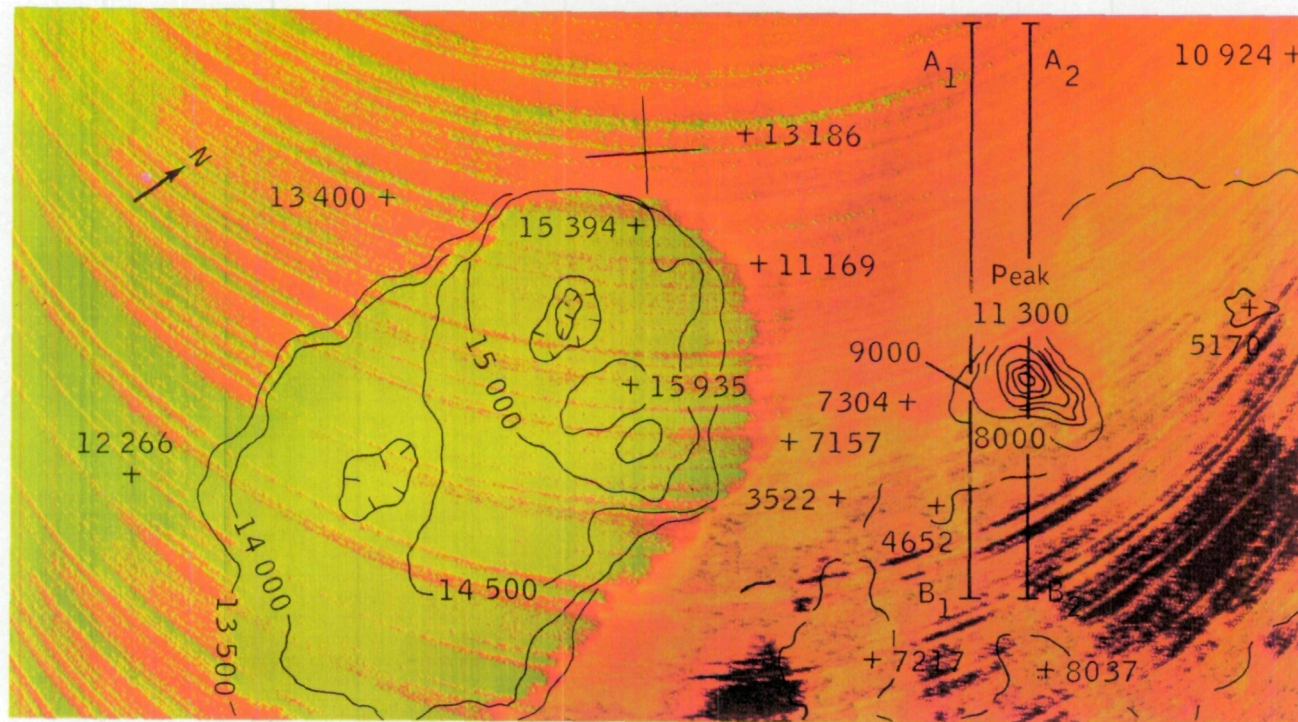 10 924 +
A1
A2
+ 13 186
N
13 400 +
15 394 +
+ 11 169
Peak
11 300
5170
9000
15 000
+ 15 935
7304 +
12 266
+
+ 7157
8000
3522 +
4652
14 000
14 500
13 500
B1
B2
+ 7217
+ 8037